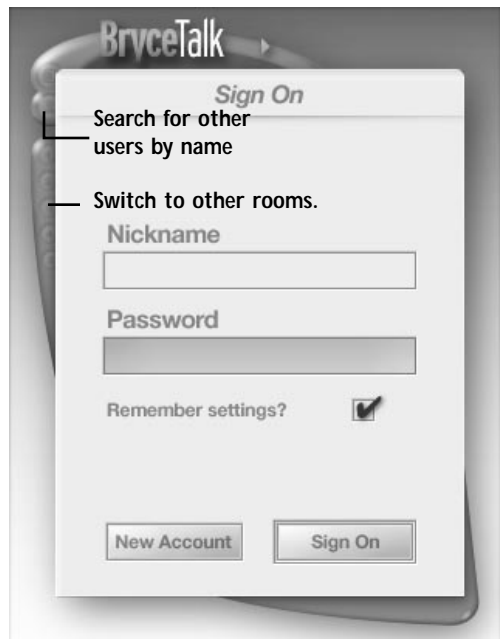 BryceTalk
Sign On
Search for other
users by name
Switch to other rooms.
Nickname
Password
Remember settings?
New Account
Sign On